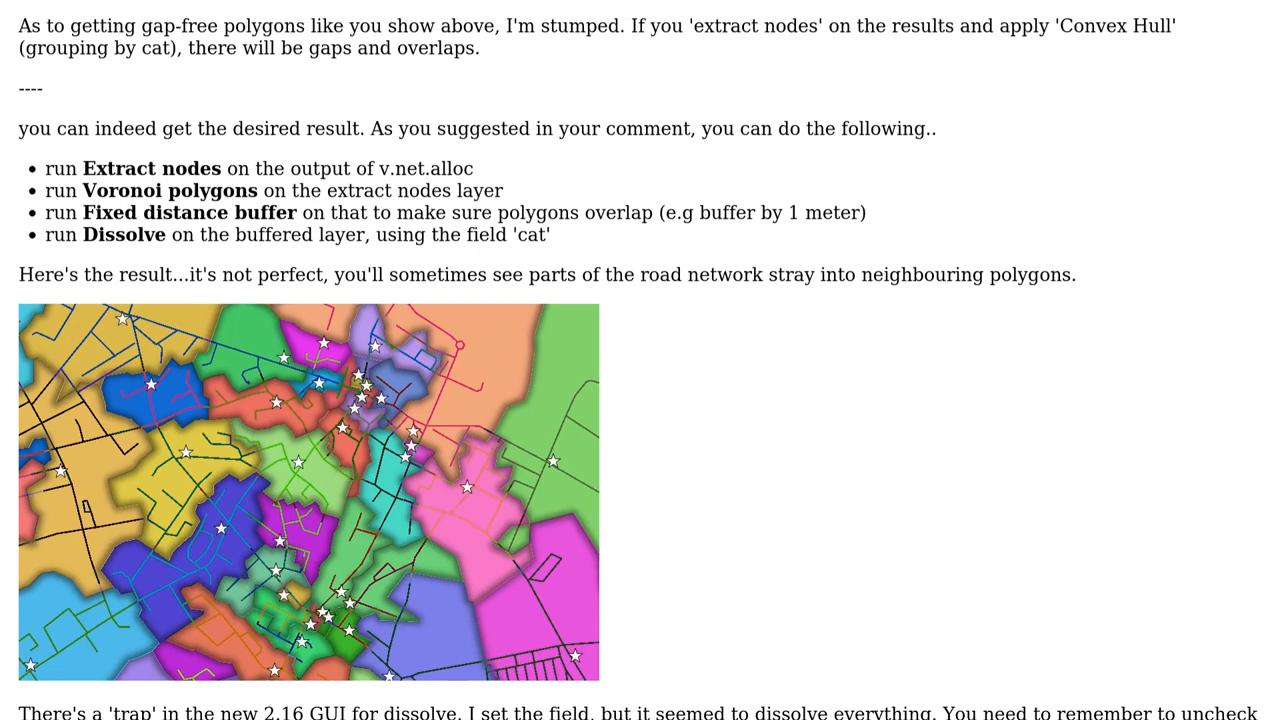 As to getting gap-free polygons like you show above, I'm stumped. If you 'extract nodes' on the results and apply 'Convex Hull'
(grouping by cat), there will be gaps and overlaps.
----
you can indeed get the desired result. As you suggested in your comment, you can do the following..
• run Extract nodes on the output of v.net.alloc
• run Voronoi polygons on the extract nodes layer
• run Fixed distance buffer on that to make sure polygons overlap (e.g buffer by 1 meter)
• run Dissolve on the buffered layer, using the field 'cat'
Here's the result...it's not perfect, you'll sometimes see parts of the road network stray into neighbouring polygons.
There's a 'trap' in the new 2.16 GUI for dissolve. I set the field, but it seemed to dissolve everything. You need to remember to uncheck